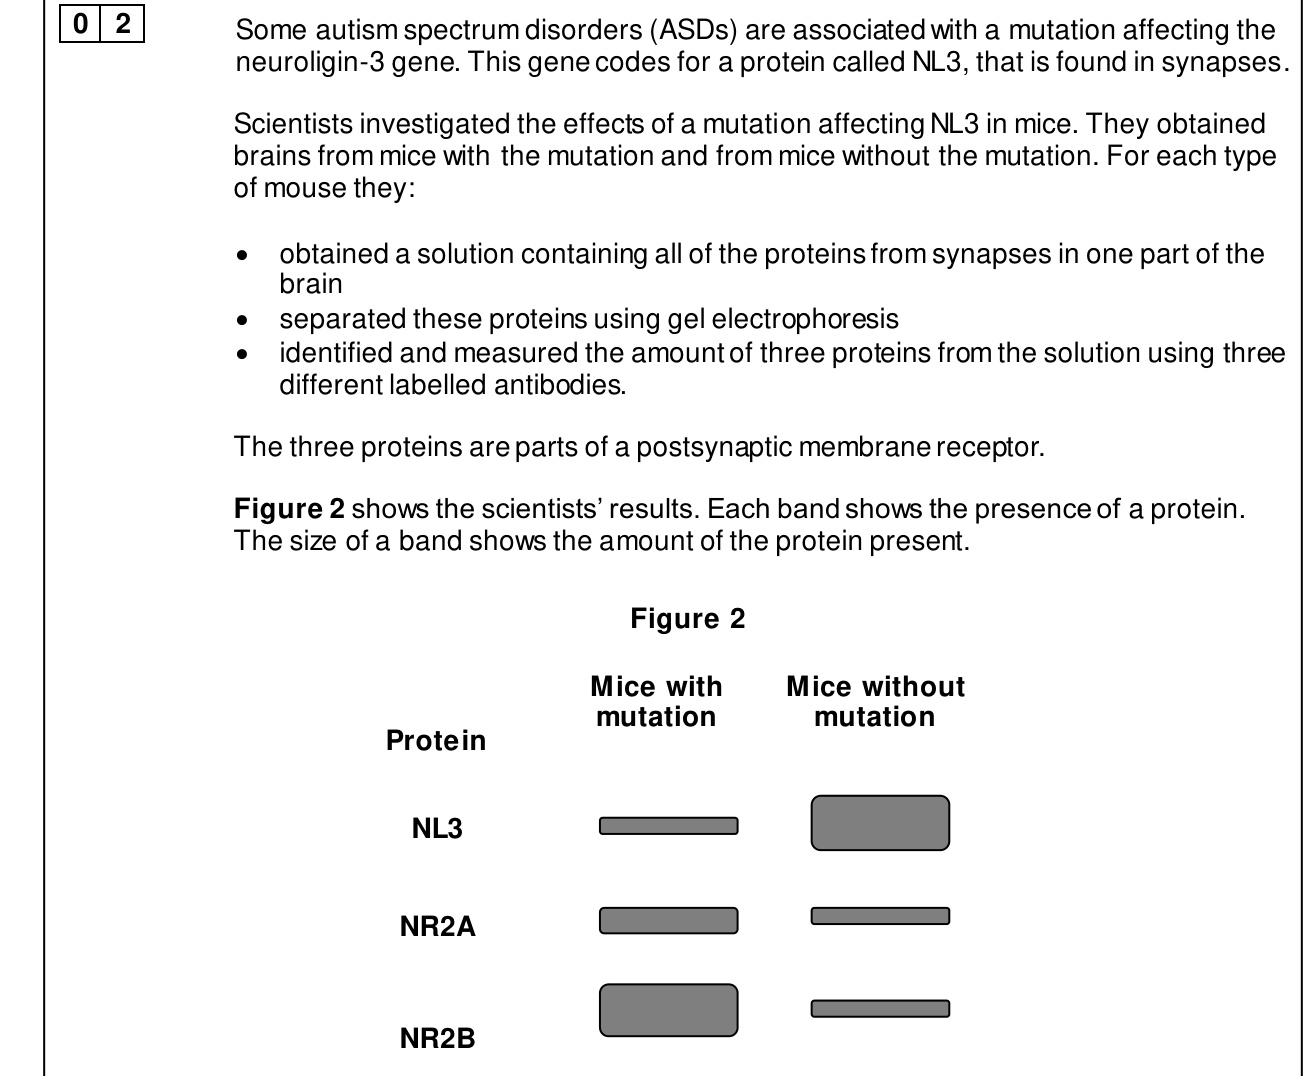 0 2
Some autism spectrum disorders (ASDs) are associated with a mutation affecting the
neuroligin-3 gene. This gene codes for a protein called NL3, that is found in synapses.
Scientists investigated the effects of a mutation affecting NL3 in mice. They obtained
brains from mice with the mutation and from mice without the mutation. For each type
of mouse they:
• obtained a solution containing all of the proteins from synapses in one part of the
brain
• separated these proteins using gel electrophoresis
• identified and measured the amount of three proteins from the solution using three
different labelled antibodies.
The three proteins are parts of a postsynaptic membrane receptor.
Figure 2 shows the scientists’ results. Each band shows the presence of a protein.
The size of a band shows the amount of the protein present.
Figure 2
Mice with Mice without
mutation mutation
Protein
NL3
NR2A
NR2B